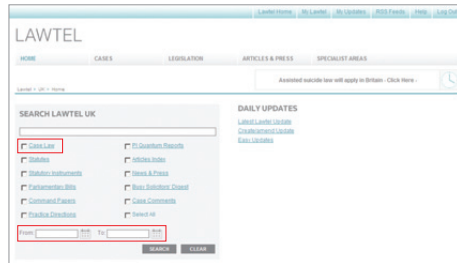 Lawtel Home My Lawtel My Updates RSS Feeds Help Log Out
LAWTEL
HOME CASES LEGISLATION ARTICLES & PRESS SPECIALIST AREAS
Assisted suicide law will apply in Britain - Click Here -
Lawtel > UK > Home
SEARCH LAWTEL UK
Case Law
PI Quantum Reports
Statutes
Articles Index
Statutory Instruments
News & Press
Parliamentary Bills
Busy Solicitors' Digest
Command Papers
Case Comments
Practice Directions
Select All
From: To:
SEARCH CLEAR
DAILY UPDATES
Latest Lawtel Update
Create/amend Update
Easy Updates